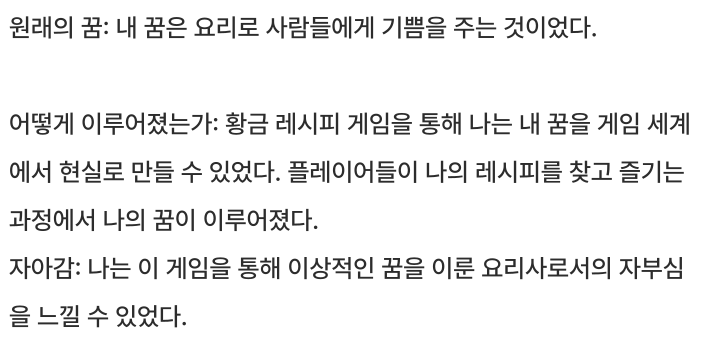 원래의 꿈: 내 꿈은 요리로 사람들에게 기쁨을 주는 것이었다.
어떻게 이루어졌는가: 황금 레시피 게임을 통해 나는 내 꿈을 게임 세계
에서 현실로 만들 수 있었다. 플레이어들이 나의 레시피를 찾고 즐기는
과정에서 나의 꿈이 이루어졌다.
자아감: 나는 이 게임을 통해 이상적인 꿈을 이룬 요리사로서의 자부심
을 느낄 수 있었다.